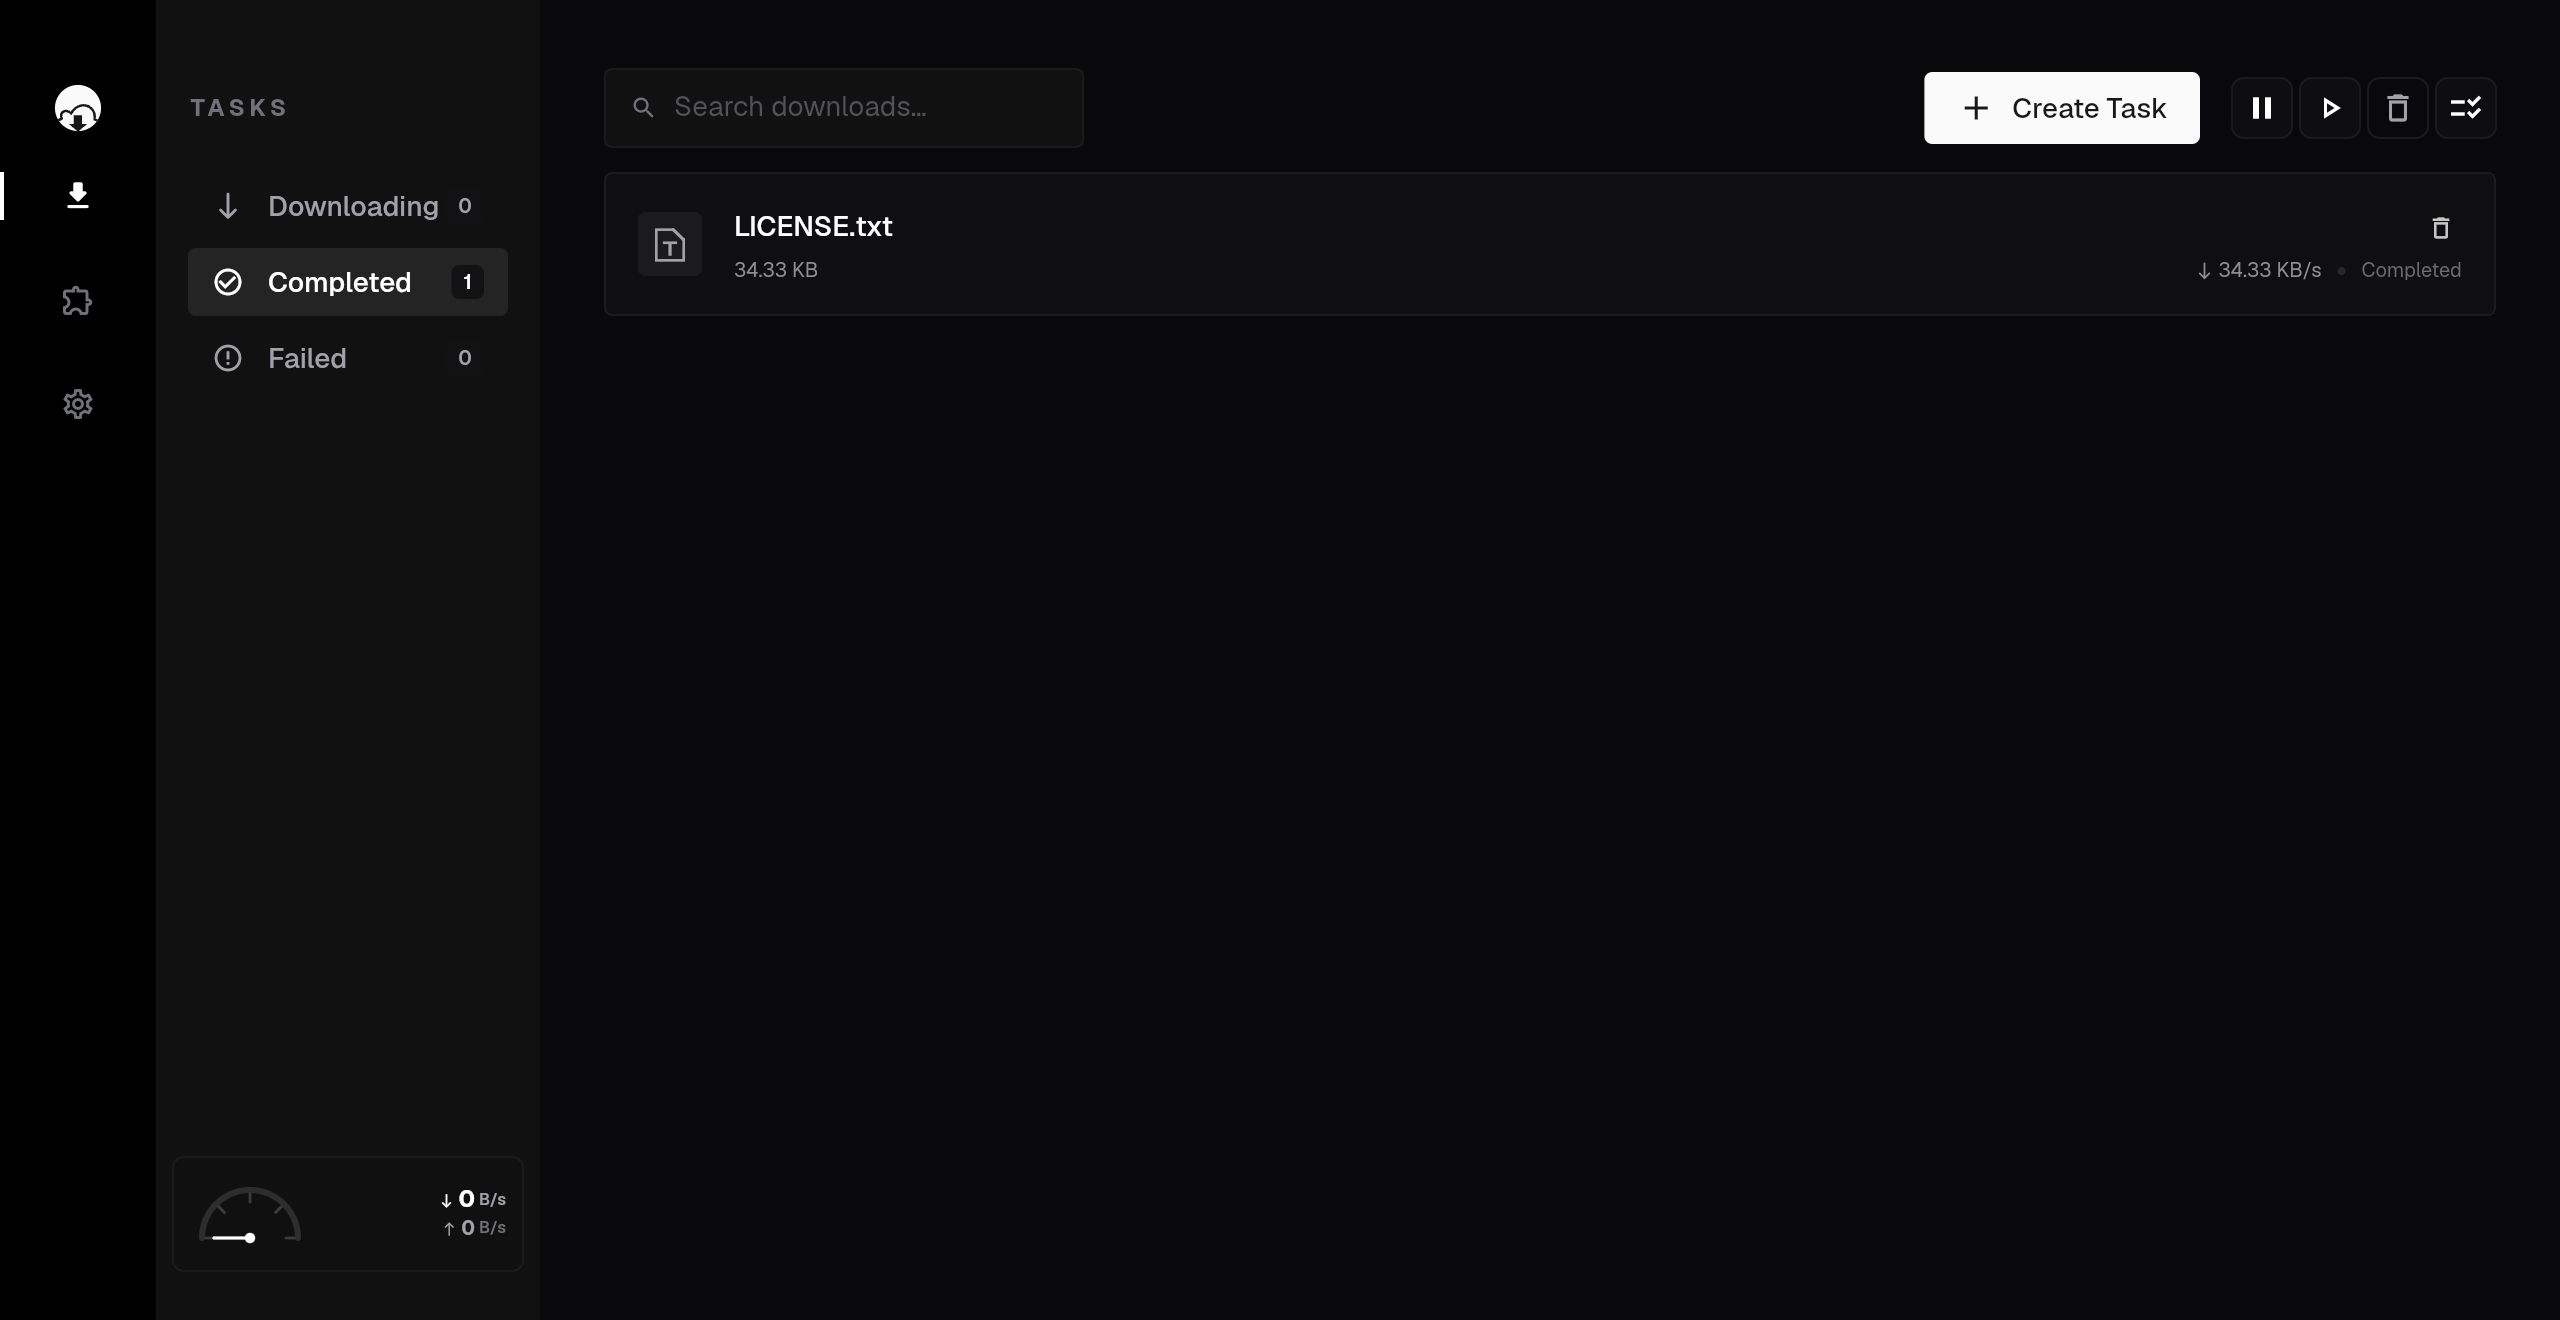 TASKS
Downloading 0
Completed 1
Failed 0
↓ 0 B/s
↑ 0 B/s
Search downloads...
Create Task
LICENSE.txt
34.33 KB
↓ 34.33 KB/s • Completed